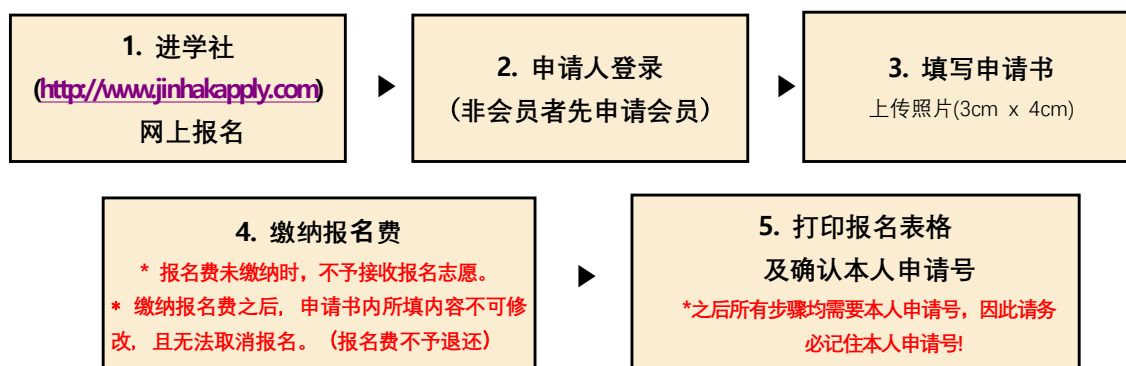 1. 进学社
(http://www.jinhakapply.com)
网上报名
▶
2. 申请人登录
(非会员者先申请会员)
▶
3. 填写申请书
上传照片(3cm x 4cm)
4. 缴纳报名费
* 报名费未缴纳时，不予接收报名志愿。
* 缴纳报名费之后，申请书内所填内容不可修
改，且无法取消报名。（报名费不予退还）
▶
5. 打印报名表格
及确认本人申请号
*之后所有步骤均需要本人申请号，因此请务
必记住本人申请号!